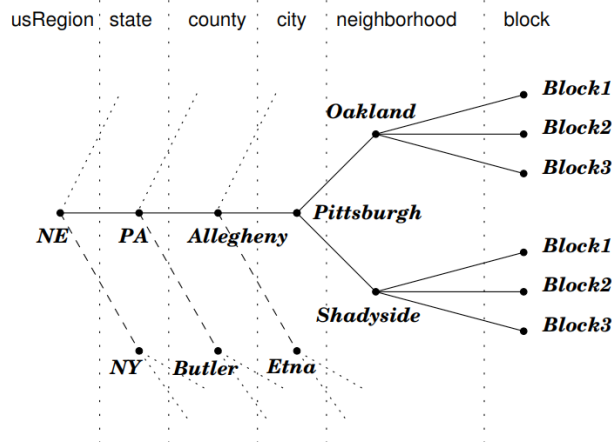 usRegion state county city neighborhood block
Block1
Oakland
Block2
Block3
NE PA Allegheny Pittsburgh
Block1
Block2
Shadyside
Block3
NY Butler Etna